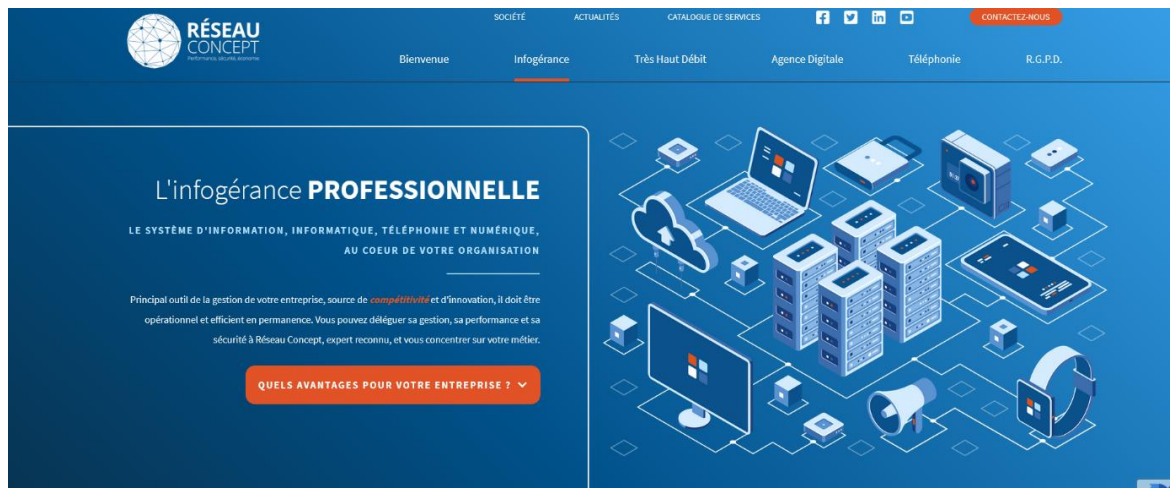 RÉSEAU
CONCEPT
Performance, sécurité, économie
SOCIÉTÉ ACTUALITÉS CATALOGUE DE SERVICES CONTACTEZ-NOUS
Bienvenue Infogérance Très Haut Débit Agence Digitale Téléphonie R.G.P.D.
L'infogérance PROFESSIONNELLE
LE SYSTÈME D'INFORMATION, INFORMATIQUE, TÉLÉPHONIE ET NUMÉRIQUE,
AU COEUR DE VOTRE ORGANISATION
Principal outil de la gestion de votre entreprise, source de compétitivité et d'innovation, il doit être
opérationnel et efficient en permanence. Vous pouvez déléguer sa gestion, sa performance et sa
sécurité à Réseau Concept, expert reconnu, et vous concentrer sur votre métier.
QUELS AVANTAGES POUR VOTRE ENTREPRISE ?